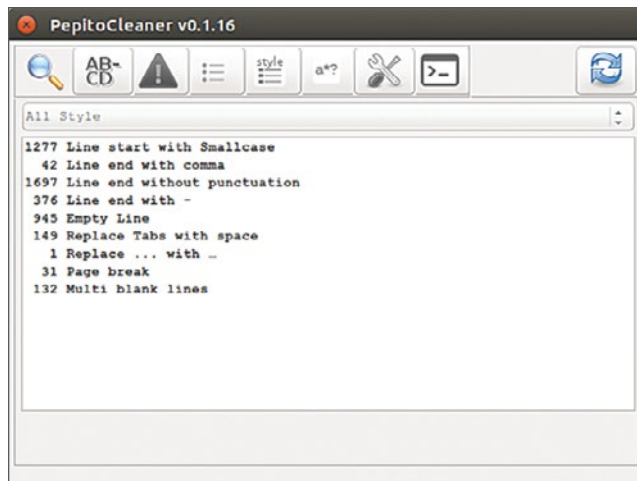 PepitoCleaner v0.1.16
AB-
CD
style
a*?
>_
All Style
1277 Line start with Smallcase
42 Line end with comma
1697 Line end without punctuation
376 Line end with -
945 Empty Line
149 Replace Tabs with space
1 Replace ... with …
31 Page break
132 Multi blank lines